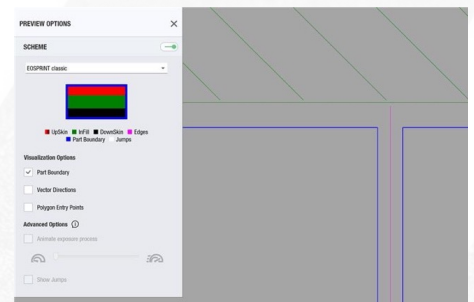 PREVIEW OPTIONS
SCHEME
EOSPRINT classic
UpSkin InFill DownSkin Edges
Part Boundary Jumps
Visualization Options
Part Boundary
Vector Directions
Polygon Entry Points
Advanced Options
Animate exposure process
Show Jumps